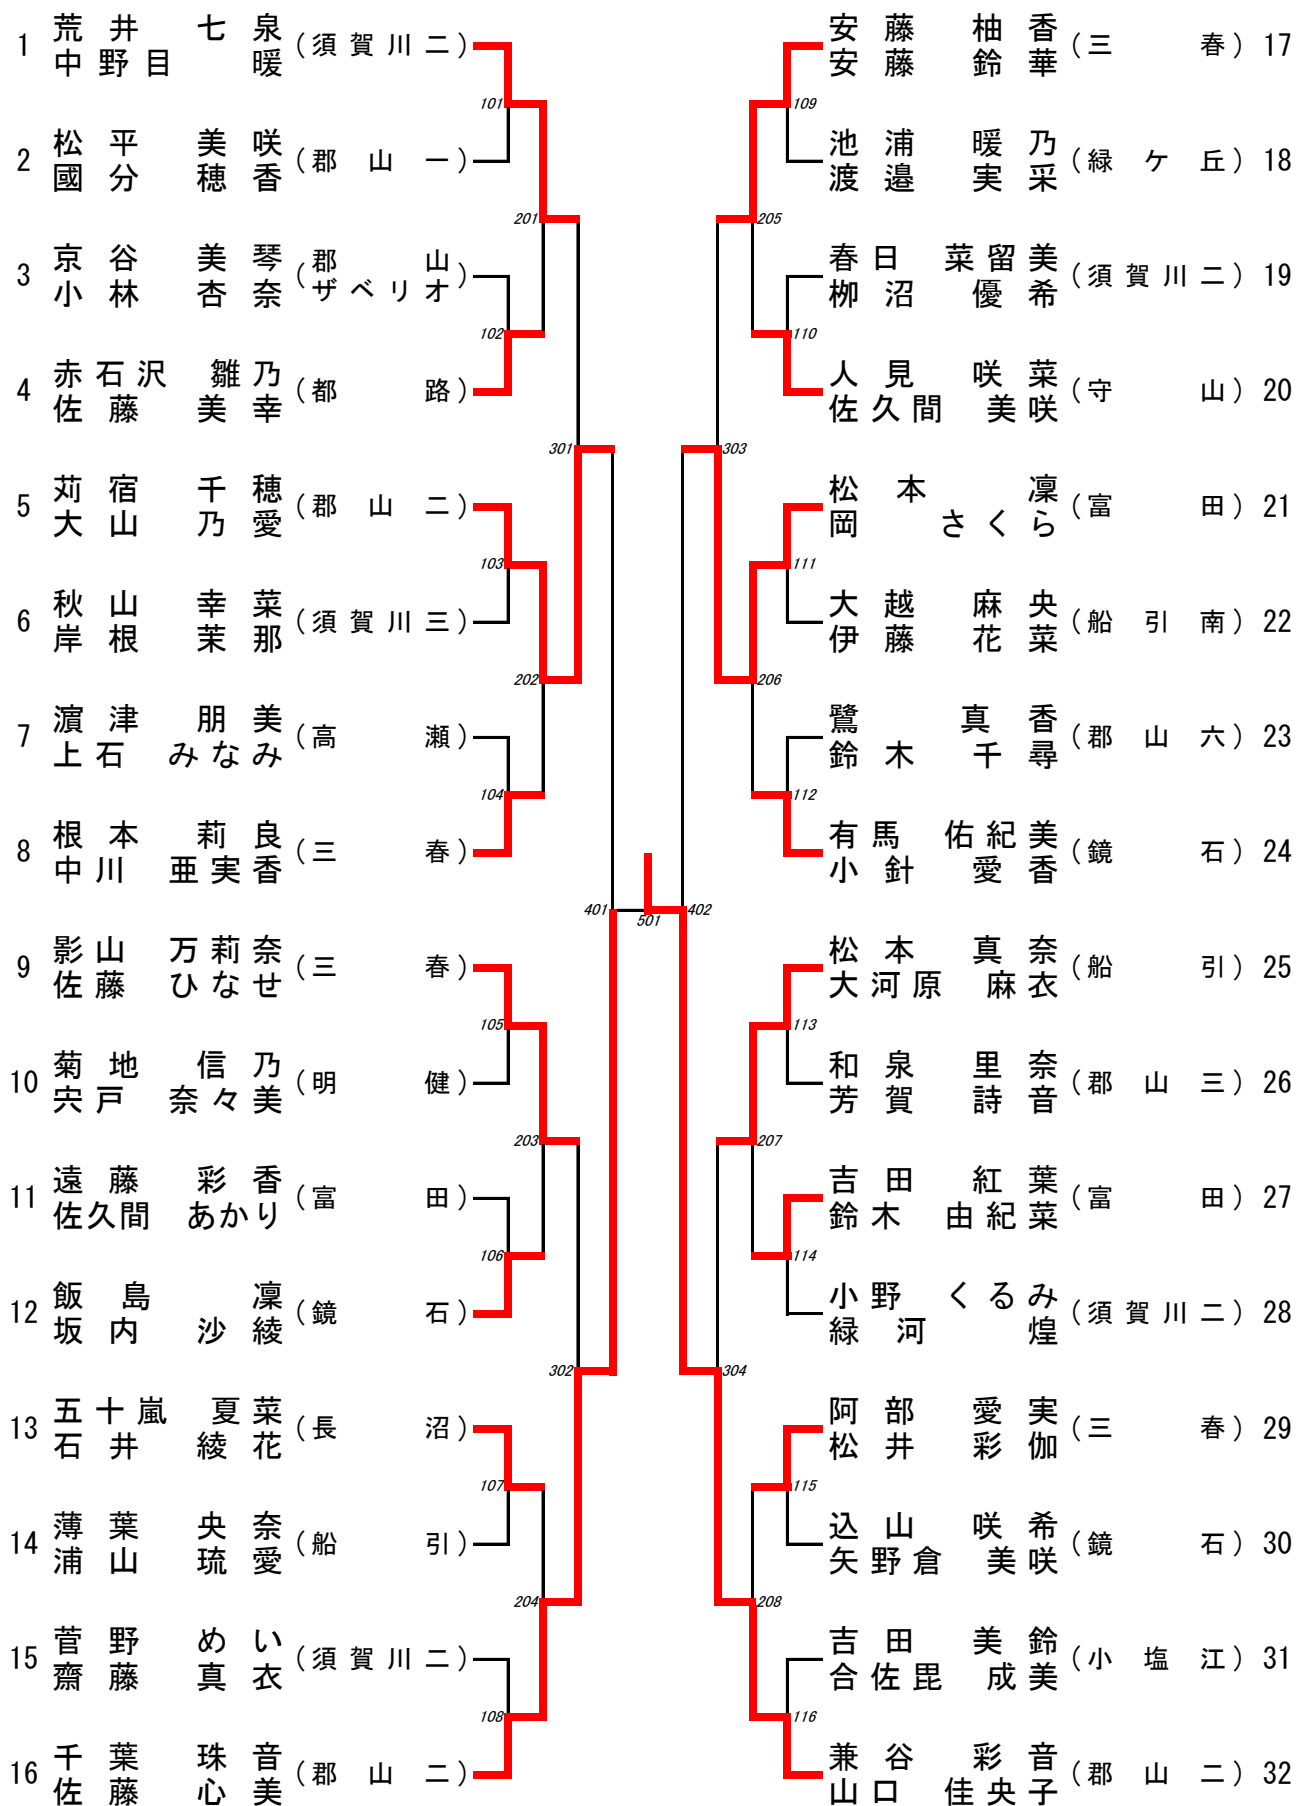 1 荒井 七泉 (須賀川二)
中野目 暖
101
2 松平 美咲 (郡山一)
國分 穂香
201
3 京谷 美琴 (郡山
小林 杏奈 ザベリオ)
102
4 赤石沢 雛乃 (都路)
佐藤 美幸
301
5 苅宿 千穂 (郡山二)
大山 乃愛
103
6 秋山 幸菜 (須賀川三)
岸根 茉那
202
7 濵津 朋美 (高瀬)
上石 みなみ
104
8 根本 莉良 (三春)
中川 亜実香
401
9 影山 万莉奈 (三春)
佐藤 ひなせ
105
10 菊地 信乃 (明健)
宍戸 奈々美
203
11 遠藤 彩香 (富田)
佐久間 あかり
106
12 飯島 凜 (鏡石)
坂内 沙綾
302
13 五十嵐 夏菜 (長沼)
石井 綾花
107
14 薄葉 央奈 (船引)
浦山 琉愛
204
15 菅野 めい (須賀川二)
齋藤 真衣
108
16 千葉 珠音 (郡山二)
佐藤 心美
501
安藤 柚香 (三春) 17
安藤 鈴華
109
池浦 暖乃 (緑ケ丘) 18
渡邉 実采
205
春日 菜留美 (須賀川二) 19
栁沼 優希
110
人見 咲菜 (守山) 20
佐久間 美咲
303
松本 凜 (富田) 21
岡 さくら
111
大越 麻央 (船引南) 22
伊藤 花菜
206
鷺 真香 (郡山六) 23
鈴木 千尋
112
有馬 佑紀美 (鏡石) 24
小針 愛香
402
松本 真奈 (船引) 25
大河原 麻衣
113
和泉 里奈 (郡山三) 26
芳賀 詩音
207
吉田 紅葉 (富田) 27
鈴木 由紀菜
114
小野 くるみ (須賀川二) 28
緑河 煌
304
阿部 愛実 (三春) 29
松井 彩伽
115
込山 咲希 (鏡石) 30
矢野倉 美咲
208
吉田 美鈴 (小塩江) 31
合佐毘 成美
116
兼谷 彩音 (郡山二) 32
山口 佳央子